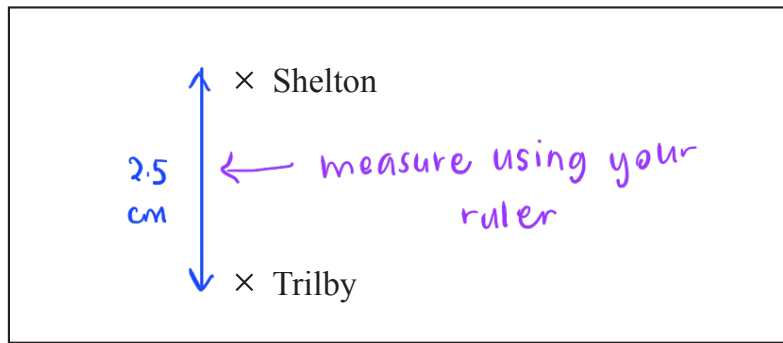 × Shelton
2.5
cm
measure using your
ruler
× Trilby